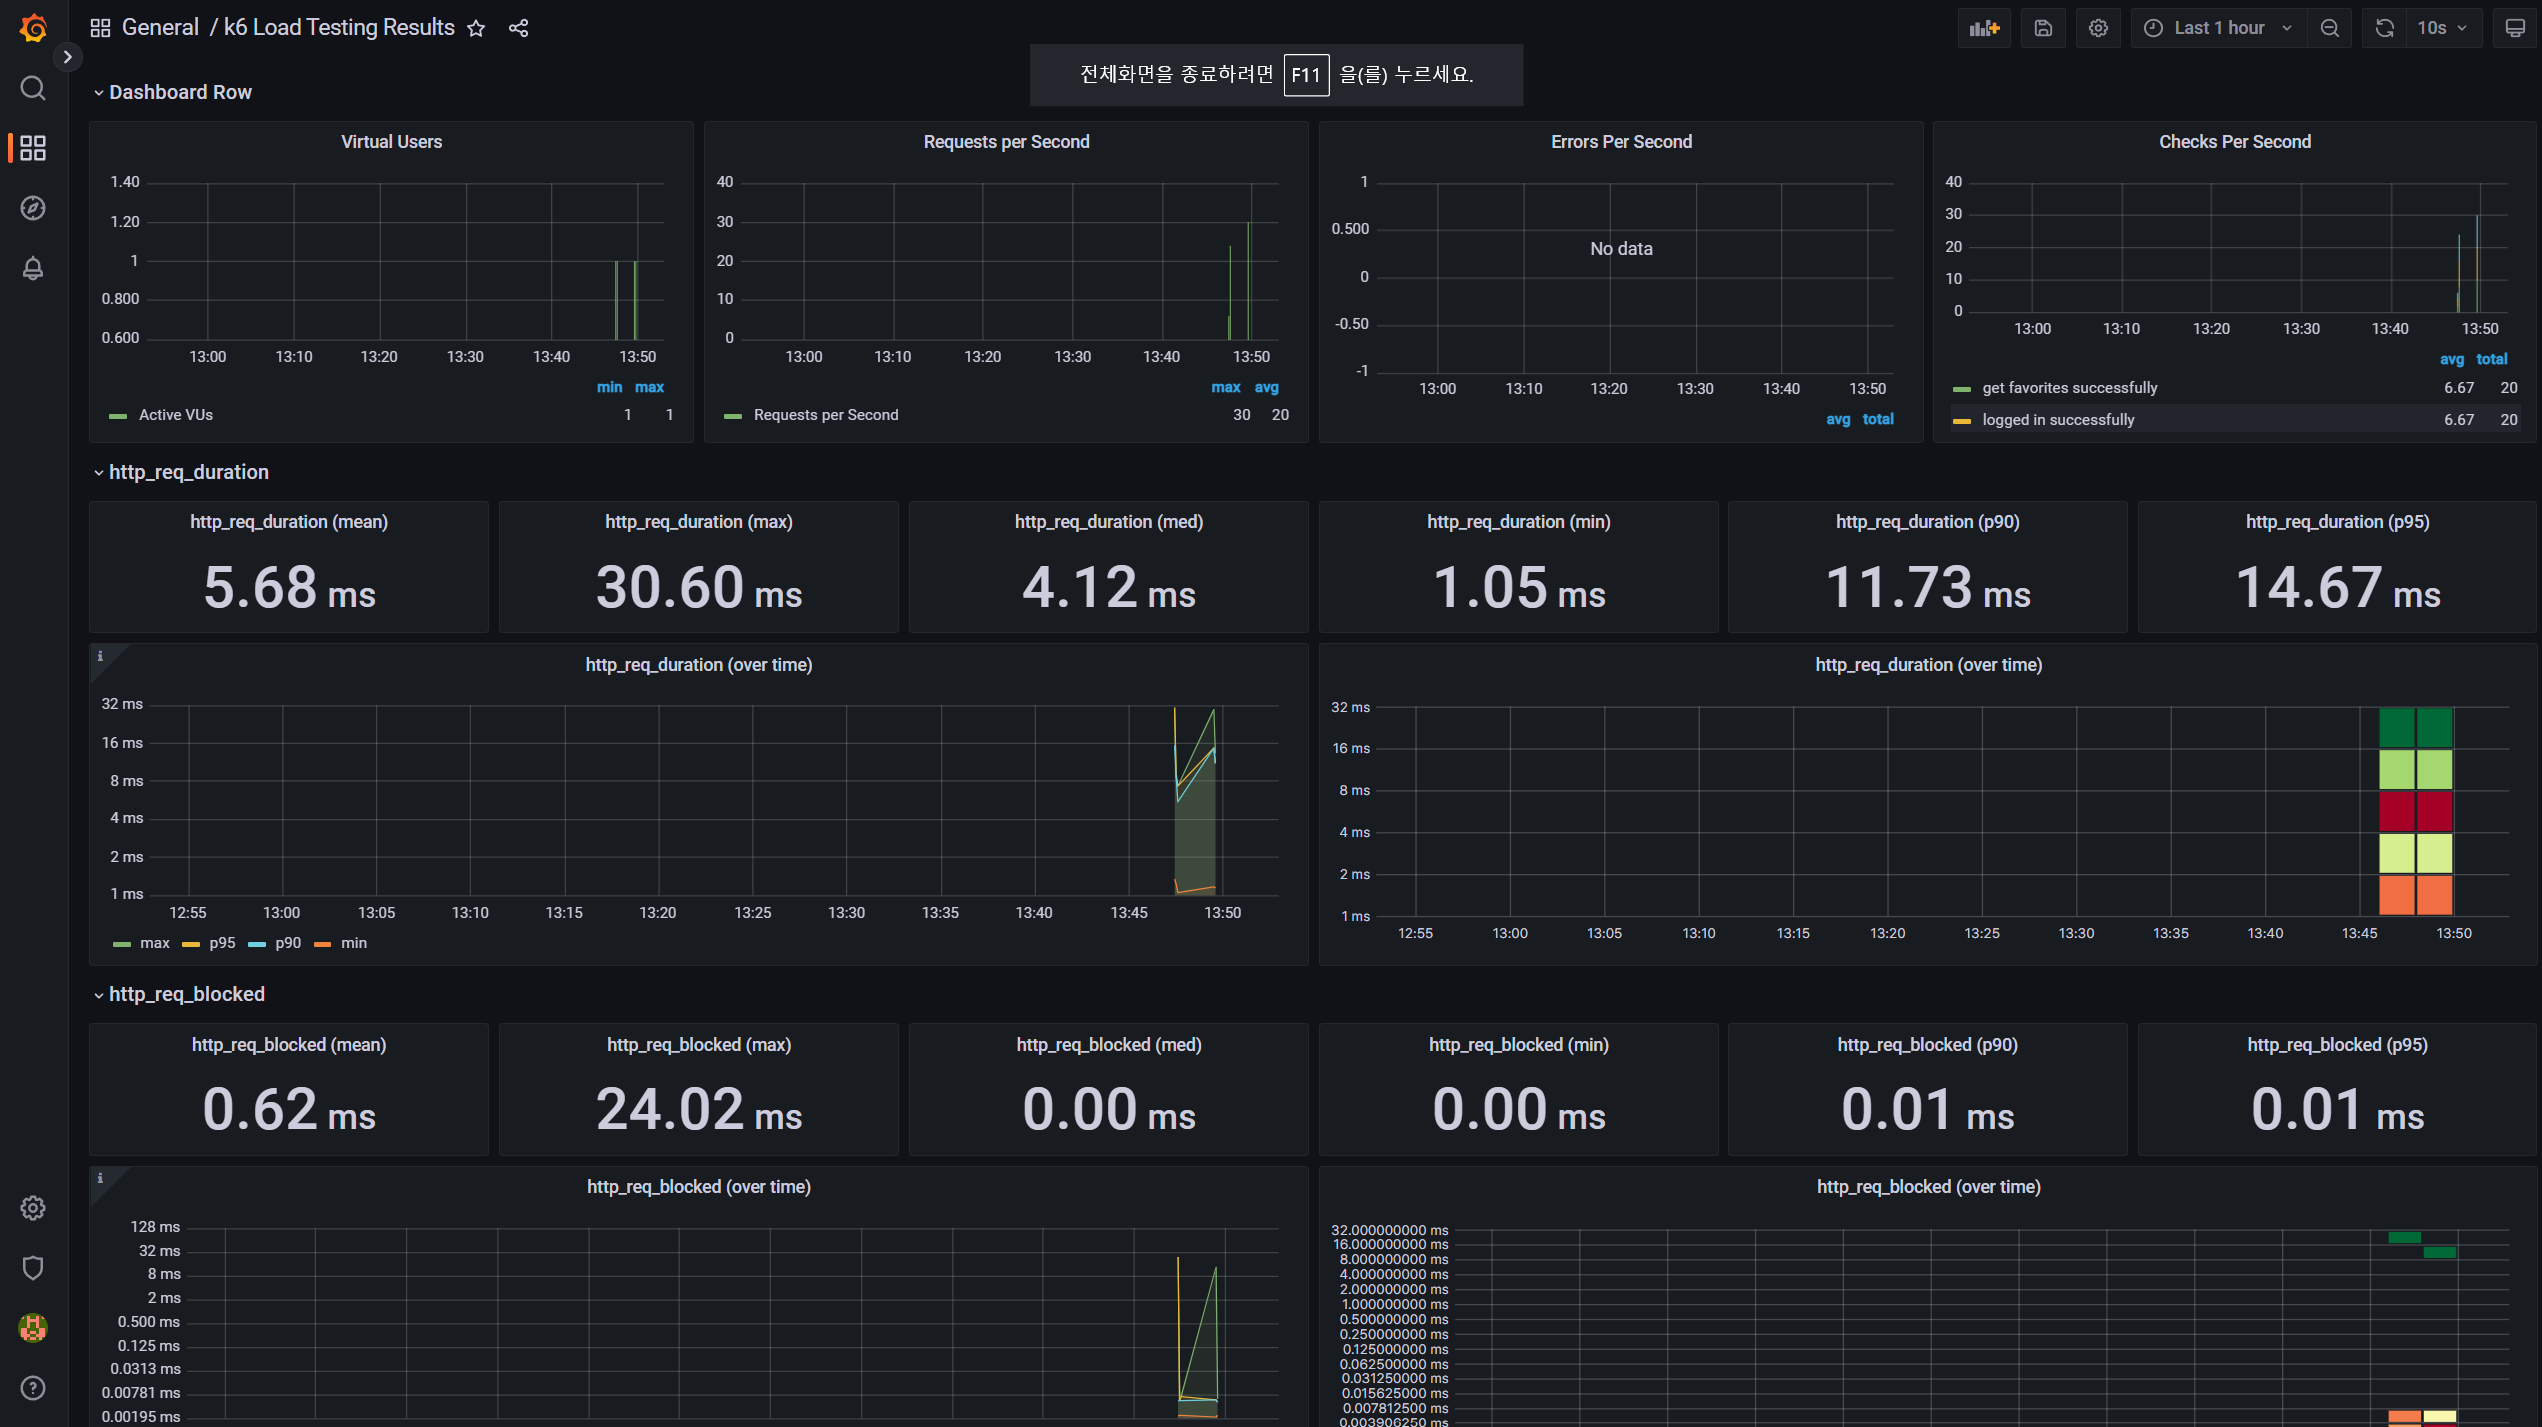 General / k6 Load Testing Results
Last 1 hour
10s
전체화면을 종료하려면 F11 을(를) 누르세요.
Dashboard Row
Virtual Users
1.40
1.20
1
0.800
0.600
13:00 13:10 13:20 13:30 13:40 13:50
min max
Active VUs 1 1
Requests per Second
40
30
20
10
0
13:00 13:10 13:20 13:30 13:40 13:50
max avg
Requests per Second 30 20
Errors Per Second
1
0.500
No data
0
-0.50
-1
13:00 13:10 13:20 13:30 13:40 13:50
avg total
Checks Per Second
40
30
20
10
0
13:00 13:10 13:20 13:30 13:40 13:50
avg total
get favorites successfully 6.67 20
logged in successfully 6.67 20
http_req_duration
http_req_duration (mean)
5.68 ms
http_req_duration (max)
30.60 ms
http_req_duration (med)
4.12 ms
http_req_duration (min)
1.05 ms
http_req_duration (p90)
11.73 ms
http_req_duration (p95)
14.67 ms
i
http_req_duration (over time)
32 ms
16 ms
8 ms
4 ms
2 ms
1 ms
12:55 13:00 13:05 13:10 13:15 13:20 13:25 13:30 13:35 13:40 13:45 13:50
max p95 p90 min
http_req_duration (over time)
32 ms
16 ms
8 ms
4 ms
2 ms
1 ms
12:55 13:00 13:05 13:10 13:15 13:20 13:25 13:30 13:35 13:40 13:45 13:50
http_req_blocked
http_req_blocked (mean)
0.62 ms
http_req_blocked (max)
24.02 ms
http_req_blocked (med)
0.00 ms
http_req_blocked (min)
0.00 ms
http_req_blocked (p90)
0.01 ms
http_req_blocked (p95)
0.01 ms
i
http_req_blocked (over time)
128 ms
32 ms
8 ms
2 ms
0.500 ms
0.125 ms
0.0313 ms
0.00781 ms
0.00195 ms
http_req_blocked (over time)
32.000000000 ms
16.000000000 ms
8.000000000 ms
4.000000000 ms
2.000000000 ms
1.000000000 ms
0.500000000 ms
0.250000000 ms
0.125000000 ms
0.062500000 ms
0.031250000 ms
0.015625000 ms
0.007812500 ms
0.003906250 ms